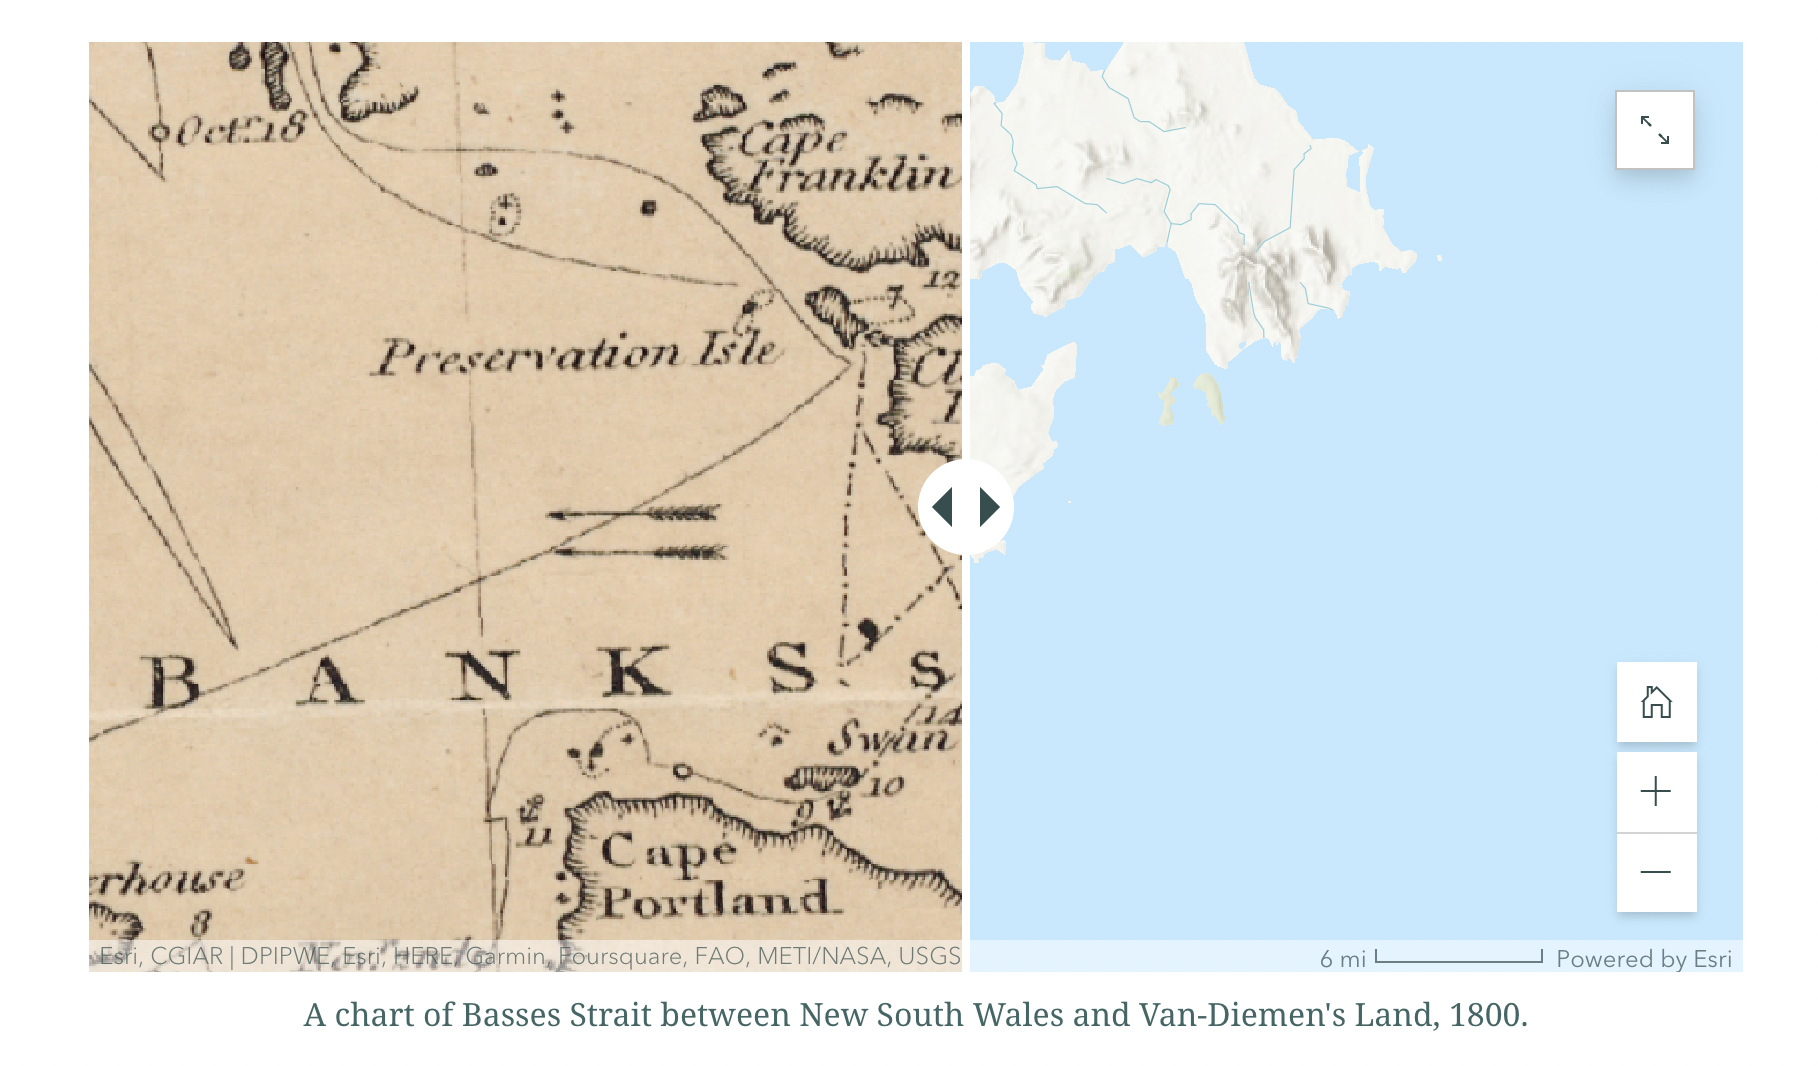 Oct.r 18
Cape
Franklin
12
7
Preservation Isle
Cl
I
B A N K S S
14
Swan
10
9
11
Cape
Portland
erhouse
8
Esri, CGIAR | DPIPWE, Esri, HERE, Garmin, Foursquare, FAO, METI/NASA, USGS
6 mi
Powered by Esri
A chart of Basses Strait between New South Wales and Van-Diemen's Land, 1800.